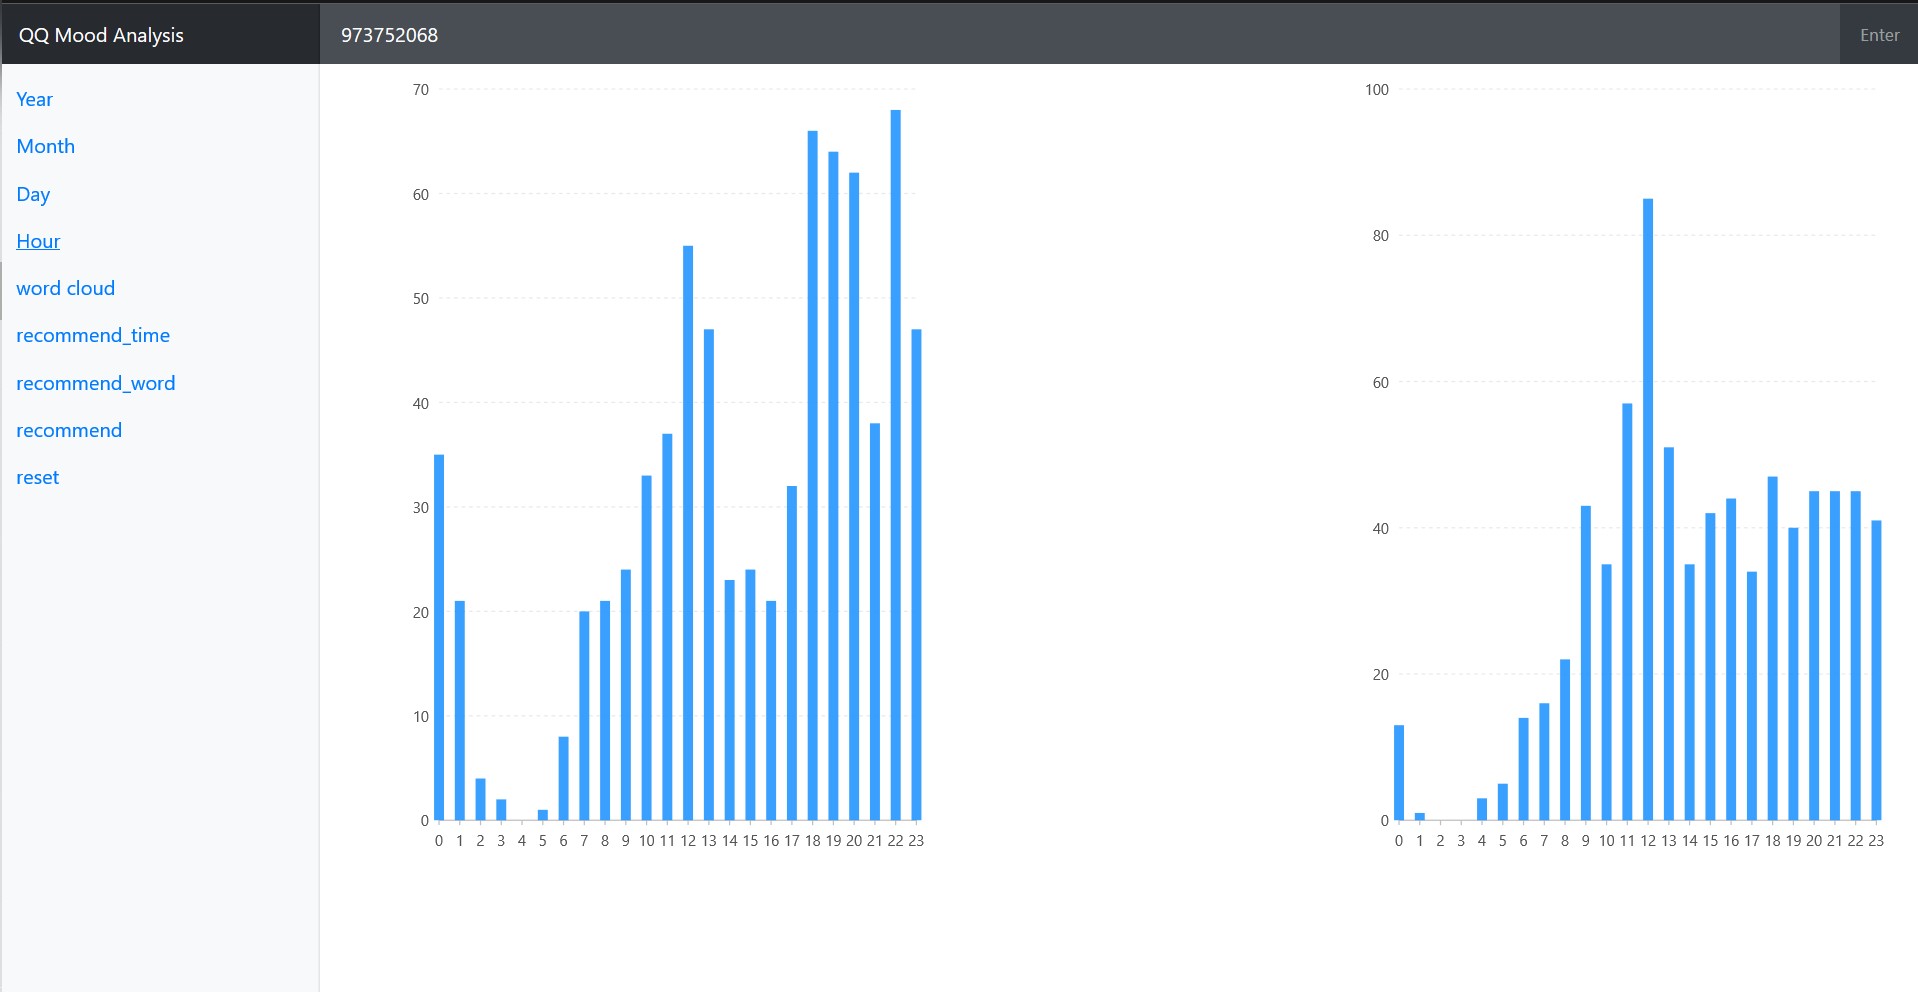 QQ Mood Analysis
973752068
Enter
Year
Month
Day
Hour
word cloud
recommend_time
recommend_word
recommend
reset
70
60
50
40
30
20
10
0
0 1 2 3 4 5 6 7 8 9 10 11 12 13 14 15 16 17 18 19 20 21 22 23
100
80
60
40
20
0
0 1 2 3 4 5 6 7 8 9 10 11 12 13 14 15 16 17 18 19 20 21 22 23